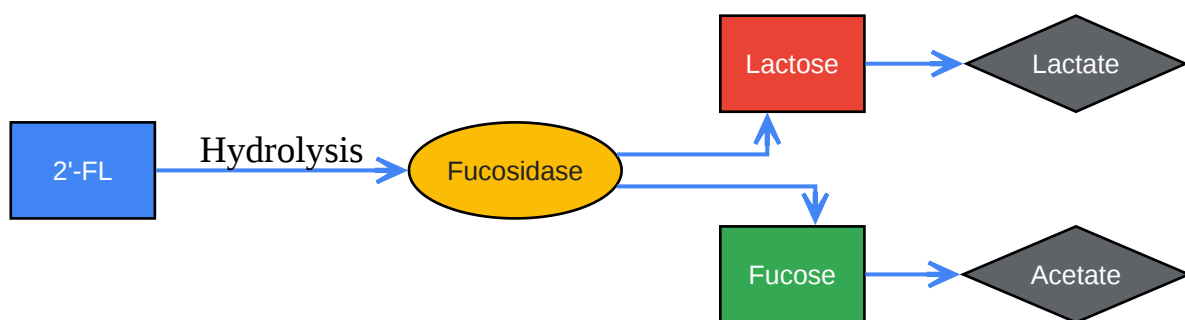 2'-FL
Hydrolysis
Fucosidase
Lactose
Lactate
Fucose
Acetate